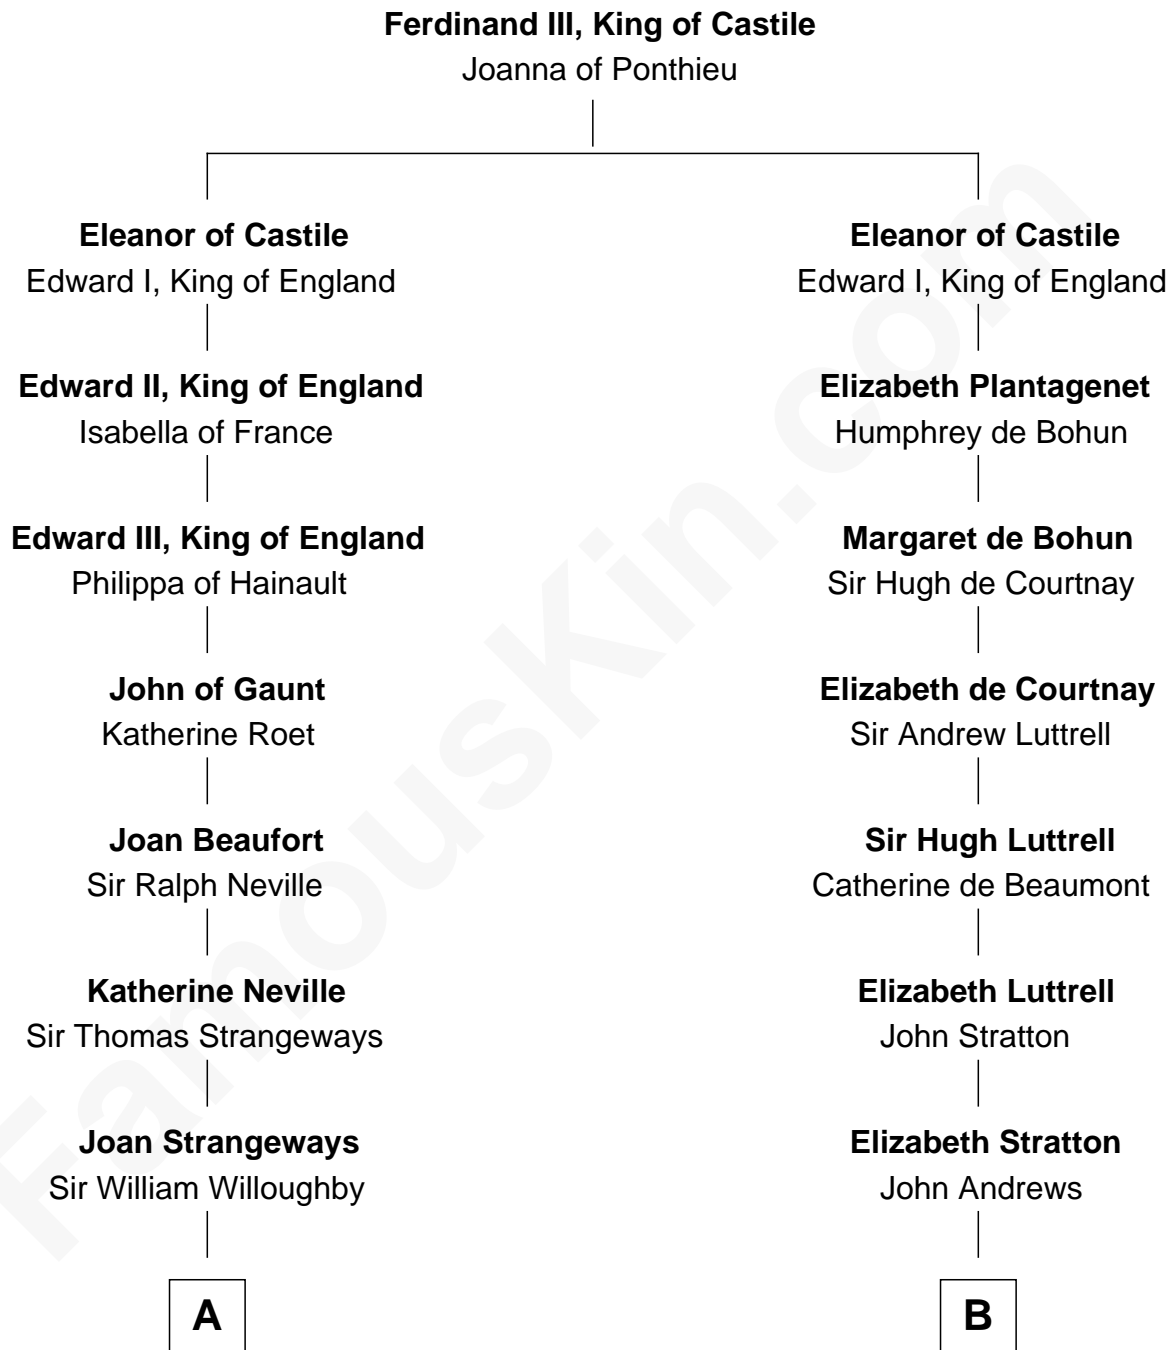 Ferdinand III, King of Castile
Joanna of Ponthieu
Eleanor of Castile
Edward I, King of England
Eleanor of Castile
Edward I, King of England
Edward II, King of England
Isabella of France
Elizabeth Plantagenet
Humphrey de Bohun
Edward III, King of England
Philippa of Hainault
Margaret de Bohun
Sir Hugh de Courtnay
John of Gaunt
Katherine Roet
Elizabeth de Courtnay
Sir Andrew Luttrell
Joan Beaufort
Sir Ralph Neville
Sir Hugh Luttrell
Catherine de Beaumont
Katherine Neville
Sir Thomas Strangeways
Elizabeth Luttrell
John Stratton
Joan Strangeways
Sir William Willoughby
Elizabeth Stratton
John Andrews
A
B
FamousKin.com